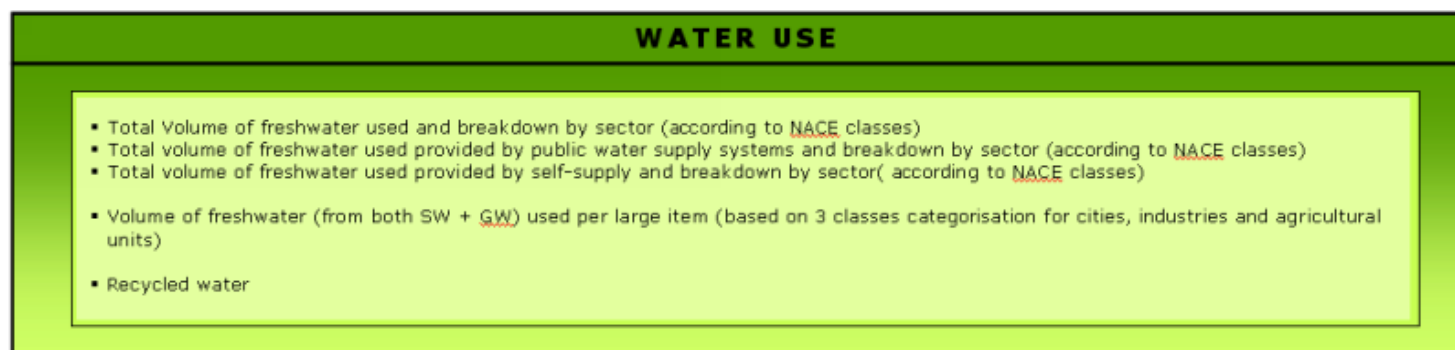 WATER USE
▪ Total Volume of freshwater used and breakdown by sector (according to NACE classes)
▪ Total volume of freshwater used provided by public water supply systems and breakdown by sector (according to NACE classes)
▪ Total volume of freshwater used provided by self-supply and breakdown by sector( according to NACE classes)
▪ Volume of freshwater (from both SW + GW) used per large item (based on 3 classes categorisation for cities, industries and agricultural
units)
▪ Recycled water